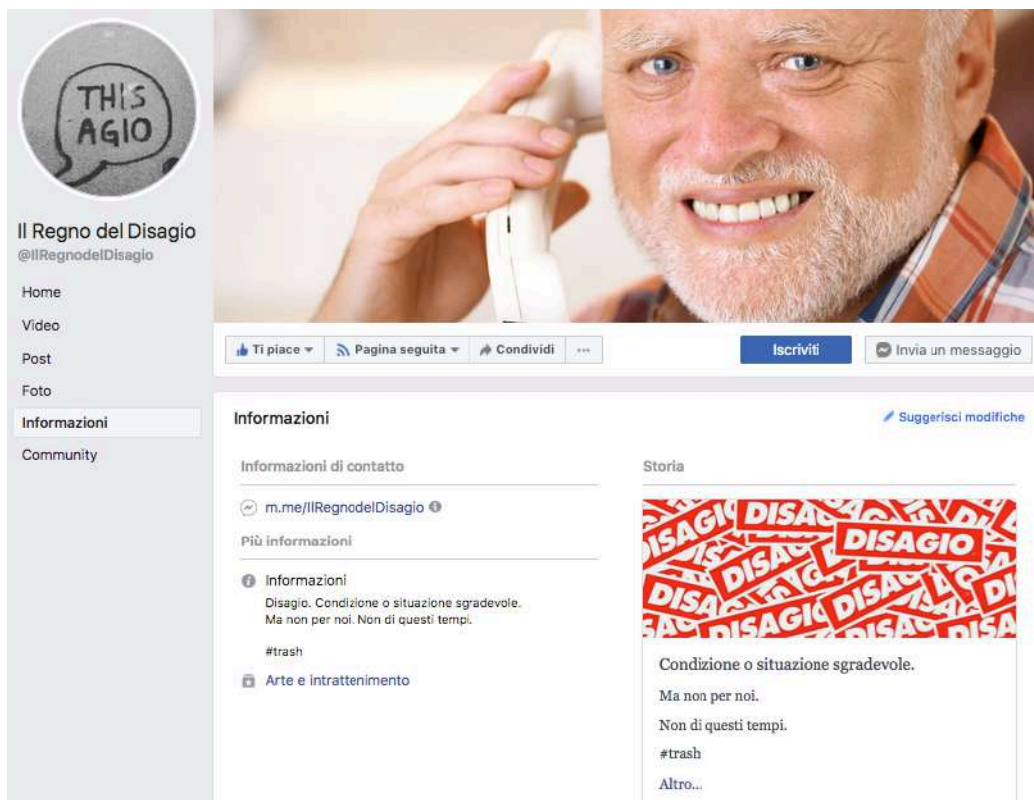 THIS
AGIO
Il Regno del Disagio
@IlRegnodelDisagio
Home
Video
Post
Foto
Informazioni
Community
Ti piace
Pagina seguita
Condividi
...
Iscriviti
Invia un messaggio
Informazioni
Suggerisci modifiche
Informazioni di contatto
m.me/IlRegnodelDisagio
Più informazioni
Informazioni
Disagio. Condizione o situazione sgradevole.
Ma non per noi. Non di questi tempi.
#trash
Arte e intrattenimento
Storia
DISAGIO
DISAGIO
DISAGIO
Condizione o situazione sgradevole.
Ma non per noi.
Non di questi tempi.
#trash
Altro...